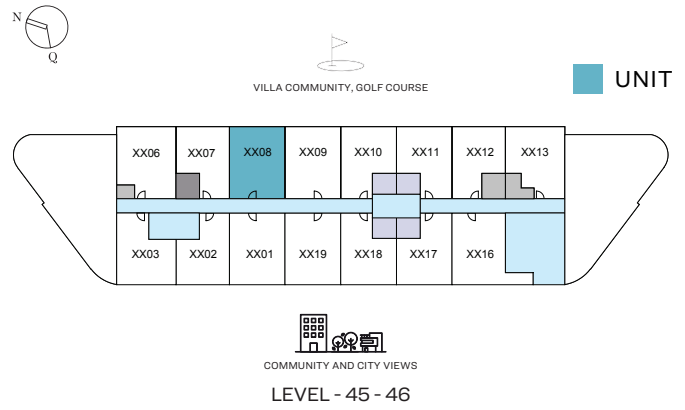 N
Q
VILLA COMMUNITY, GOLF COURSE
UNIT
XX06 XX07 XX08 XX09 XX10 XX11 XX12 XX13
XX03 XX02 XX01 XX19 XX18 XX17 XX16
COMMUNITY AND CITY VIEWS
LEVEL - 45 - 46